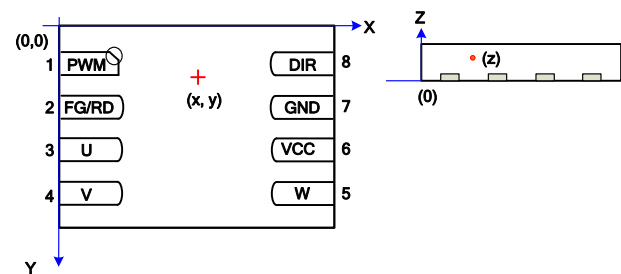 X
(0,0)
1 PWM DIR 8
(x, y)
2 FG/RD GND 7
3 U VCC 6
4 V W 5
Y
Z
(z)
(0)